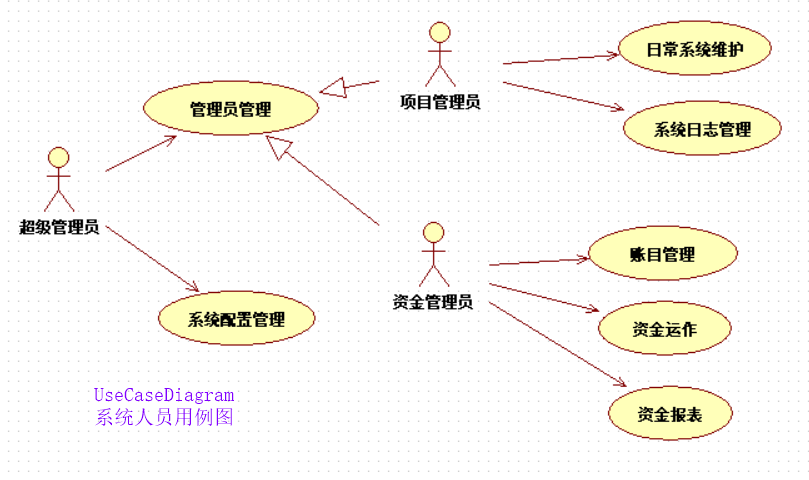 日常系统维护
项目管理员
管理员管理
系统日志管理
超级管理员
账目管理
资金管理员
系统配置管理
资金运作
UseCaseDiagram
系统人员用例图
资金报表